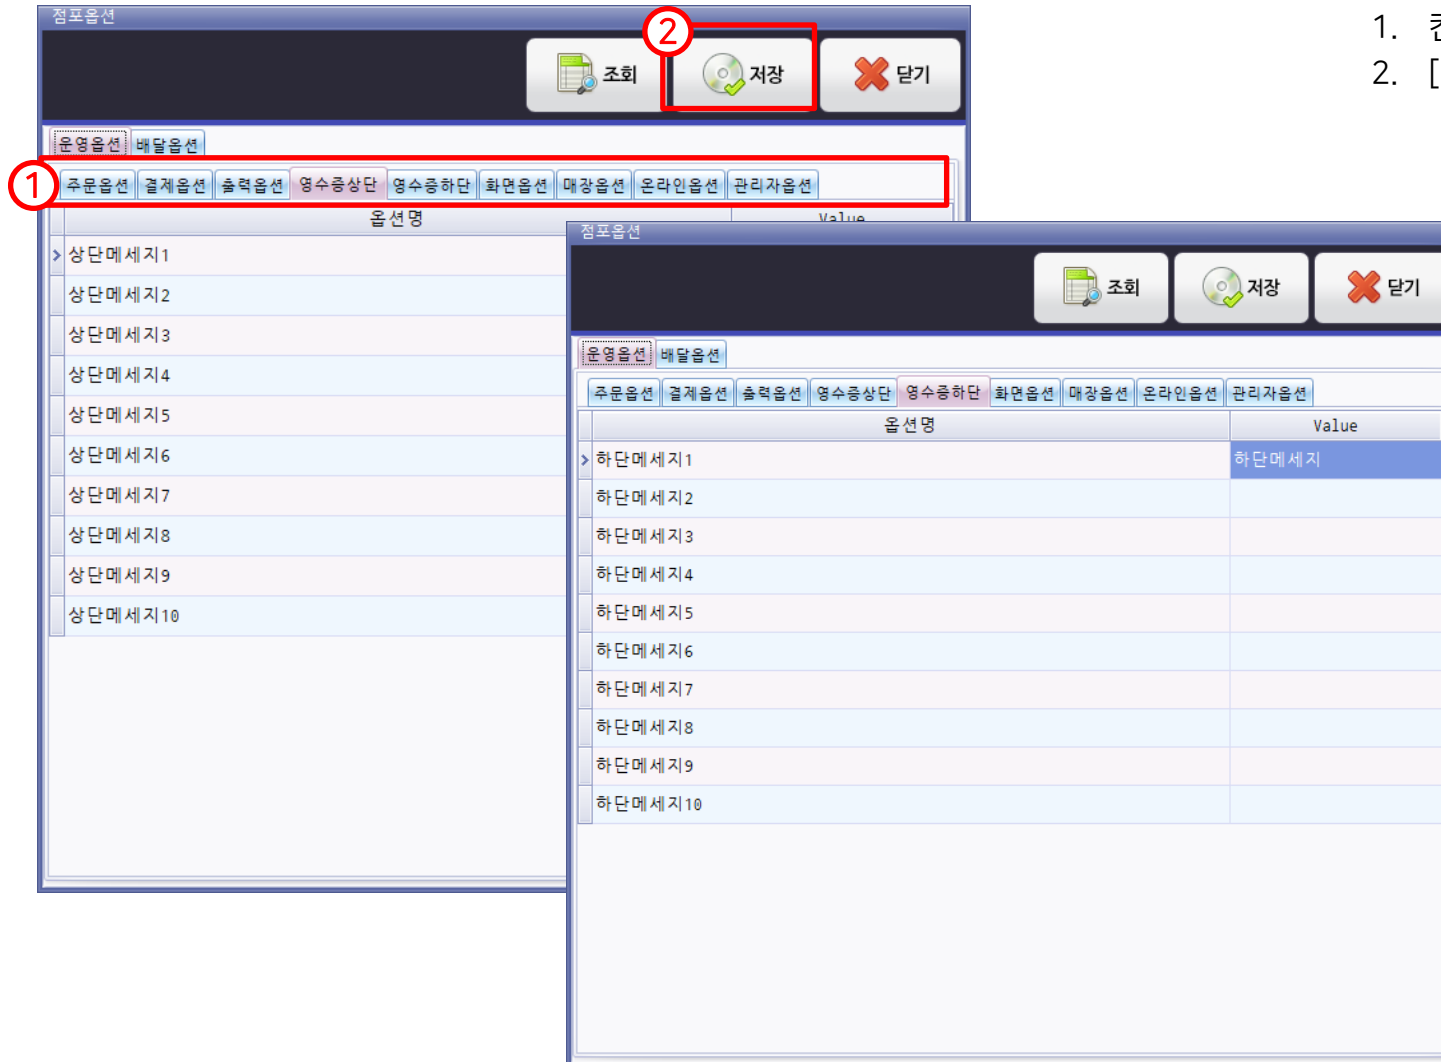 점포옵션
조회 저장 닫기
2
운영옵션 배달옵션
1
주문옵션 결제옵션 출력옵션 영수증상단 영수증하단 화면옵션 매장옵션 온라인옵션 관리자옵션
옵션명 Value
상단메세지1
상단메세지2
상단메세지3
상단메세지4
상단메세지5
상단메세지6
상단메세지7
상단메세지8
상단메세지9
상단메세지10
점포옵션
조회 저장 닫기
운영옵션 배달옵션
주문옵션 결제옵션 출력옵션 영수증상단 영수증하단 화면옵션 매장옵션 온라인옵션 관리자옵션
옵션명 Value
하단메세지1 하단메세지
하단메세지2
하단메세지3
하단메세지4
하단메세지5
하단메세지6
하단메세지7
하단메세지8
하단메세지9
하단메세지10
1.
2. [